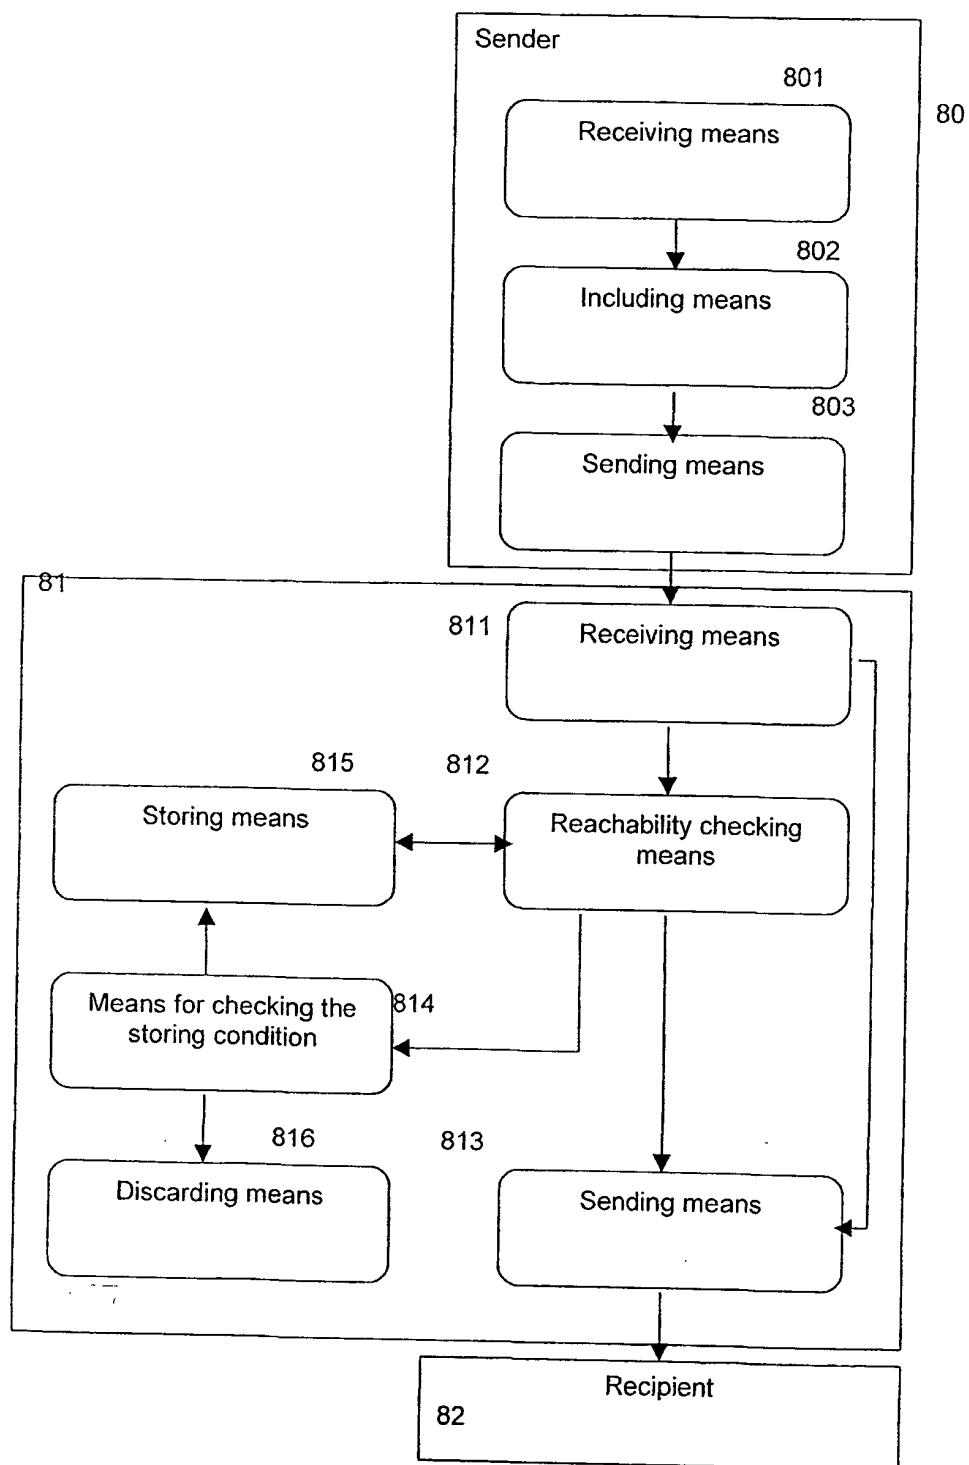 Sender
801
80
Receiving means
802
Including means
803
Sending means
81
811
Receiving means
815
812
Storing means
Reachability checking
means
Means for checking the
storing condition
814
816
813
Discarding means
Sending means
Recipient
82